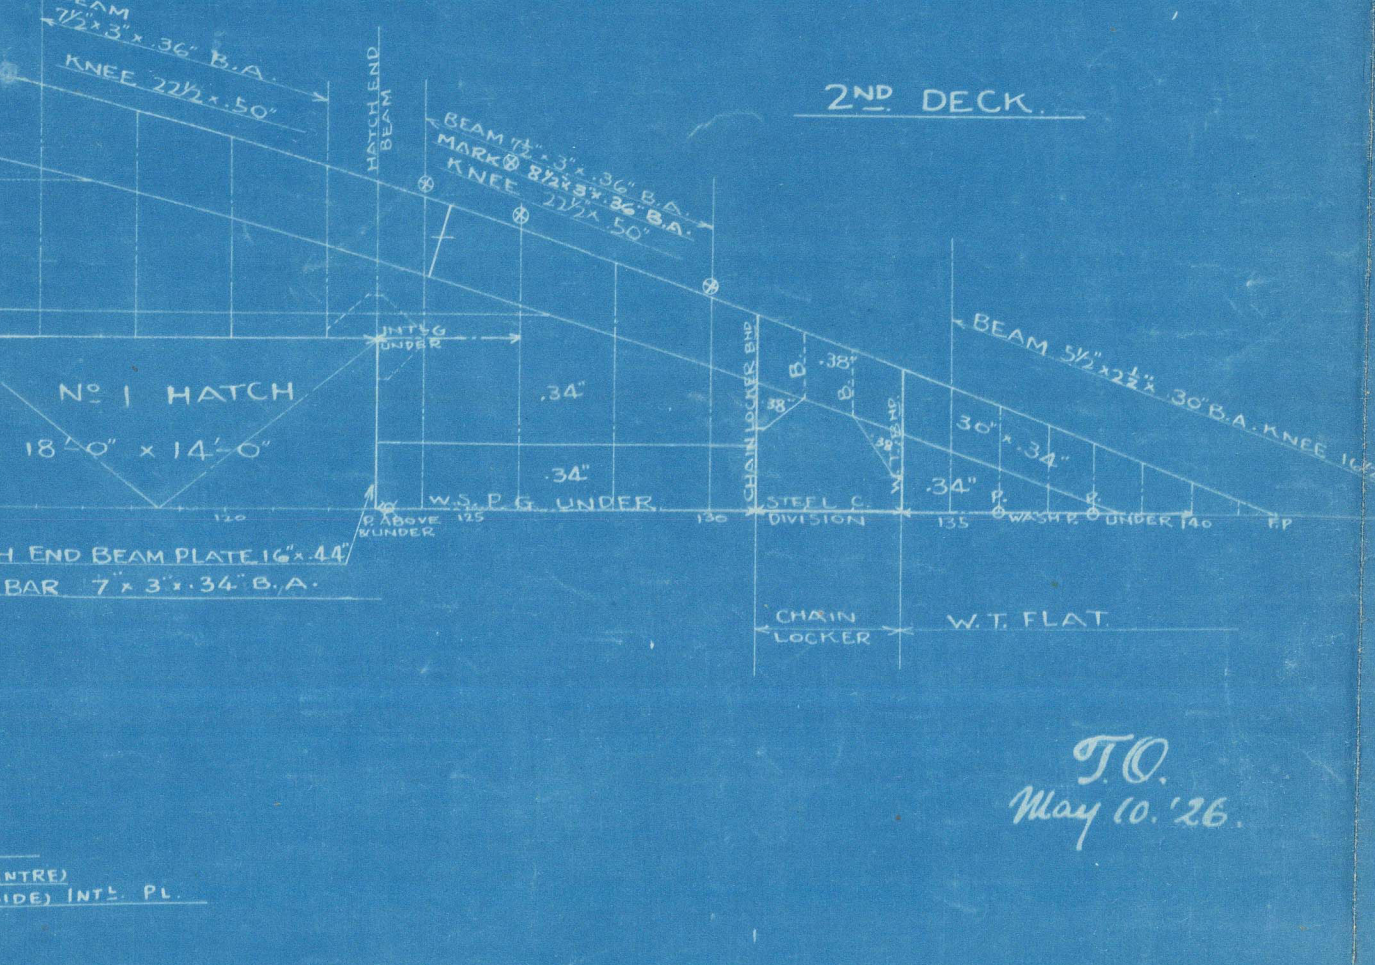 7½" x 3" x .36" B.A.
KNEE 22½ x .50"
HATCH END
BEAM
BEAM 7½" x 3" x .36" B.A.
MARK ⊗ 8½" x 3" x .36 B.A.
KNEE 22½" x .50"
2ND DECK.
BEAM 5½" x 2½" x .30" B.A. KNEE
INTLG
UNDER
No 1 HATCH
18'-0" x 14'-0"
.34"
.34"
CHAIN LOCKER BHD
B.
.38"
B.
.38"
.38"
W.T. BHD.
30" x .34"
.34"
W.S.P.G. UNDER.
STEEL C.
DIVISION
P. ABOVE
& UNDER
P.
P.
WASH P. UNDER
120
125
130
135
140
F.P
END BEAM PLATE 16" x .44"
BAR 7" x 3" x .34" B.A.
CHAIN
LOCKER
W.T. FLAT.
T.O.
May 10. '26.
NTRE)
IDE) INTL. PL.